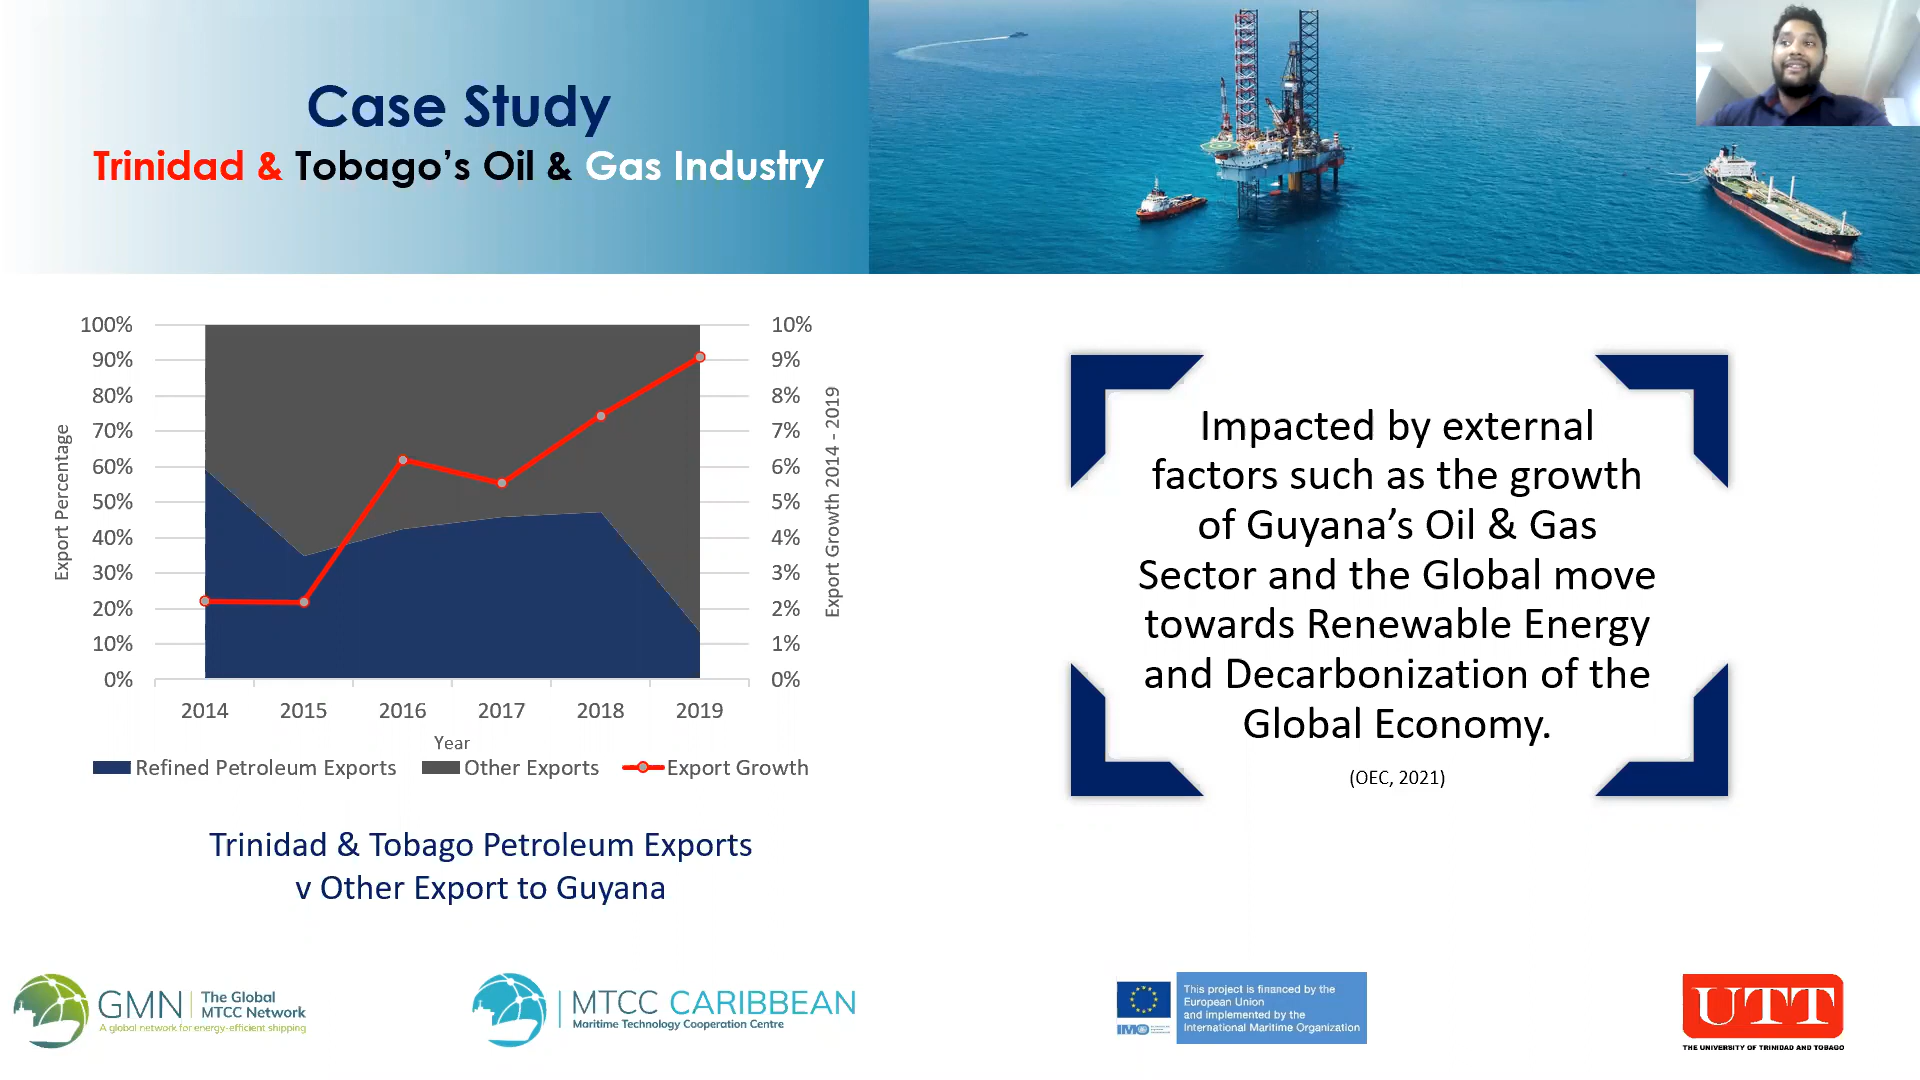 Case Study
Trinidad & Tobago’s Oil & Gas Industry
100%
90%
80%
70%
60%
50%
40%
30%
20%
10%
0%
Export Percentage
10%
9%
8%
7%
6%
5%
4%
3%
2%
1%
0%
Export Growth 2014 - 2019
2014 2015 2016 2017 2018 2019
Year
Refined Petroleum Exports Other Exports Export Growth
Trinidad & Tobago Petroleum Exports
v Other Export to Guyana
Impacted by external
factors such as the growth
of Guyana’s Oil & Gas
Sector and the Global move
towards Renewable Energy
and Decarbonization of the
Global Economy.
(OEC, 2021)
GMN
The Global
MTCC Network
A global network for energy-efficient shipping
MTCC CARIBBEAN
Maritime Technology Cooperation Centre
IMO
This project is financed by the
European Union
and implemented by the
International Maritime Organization
UTT
THE UNIVERSITY OF TRINIDAD AND TOBAGO